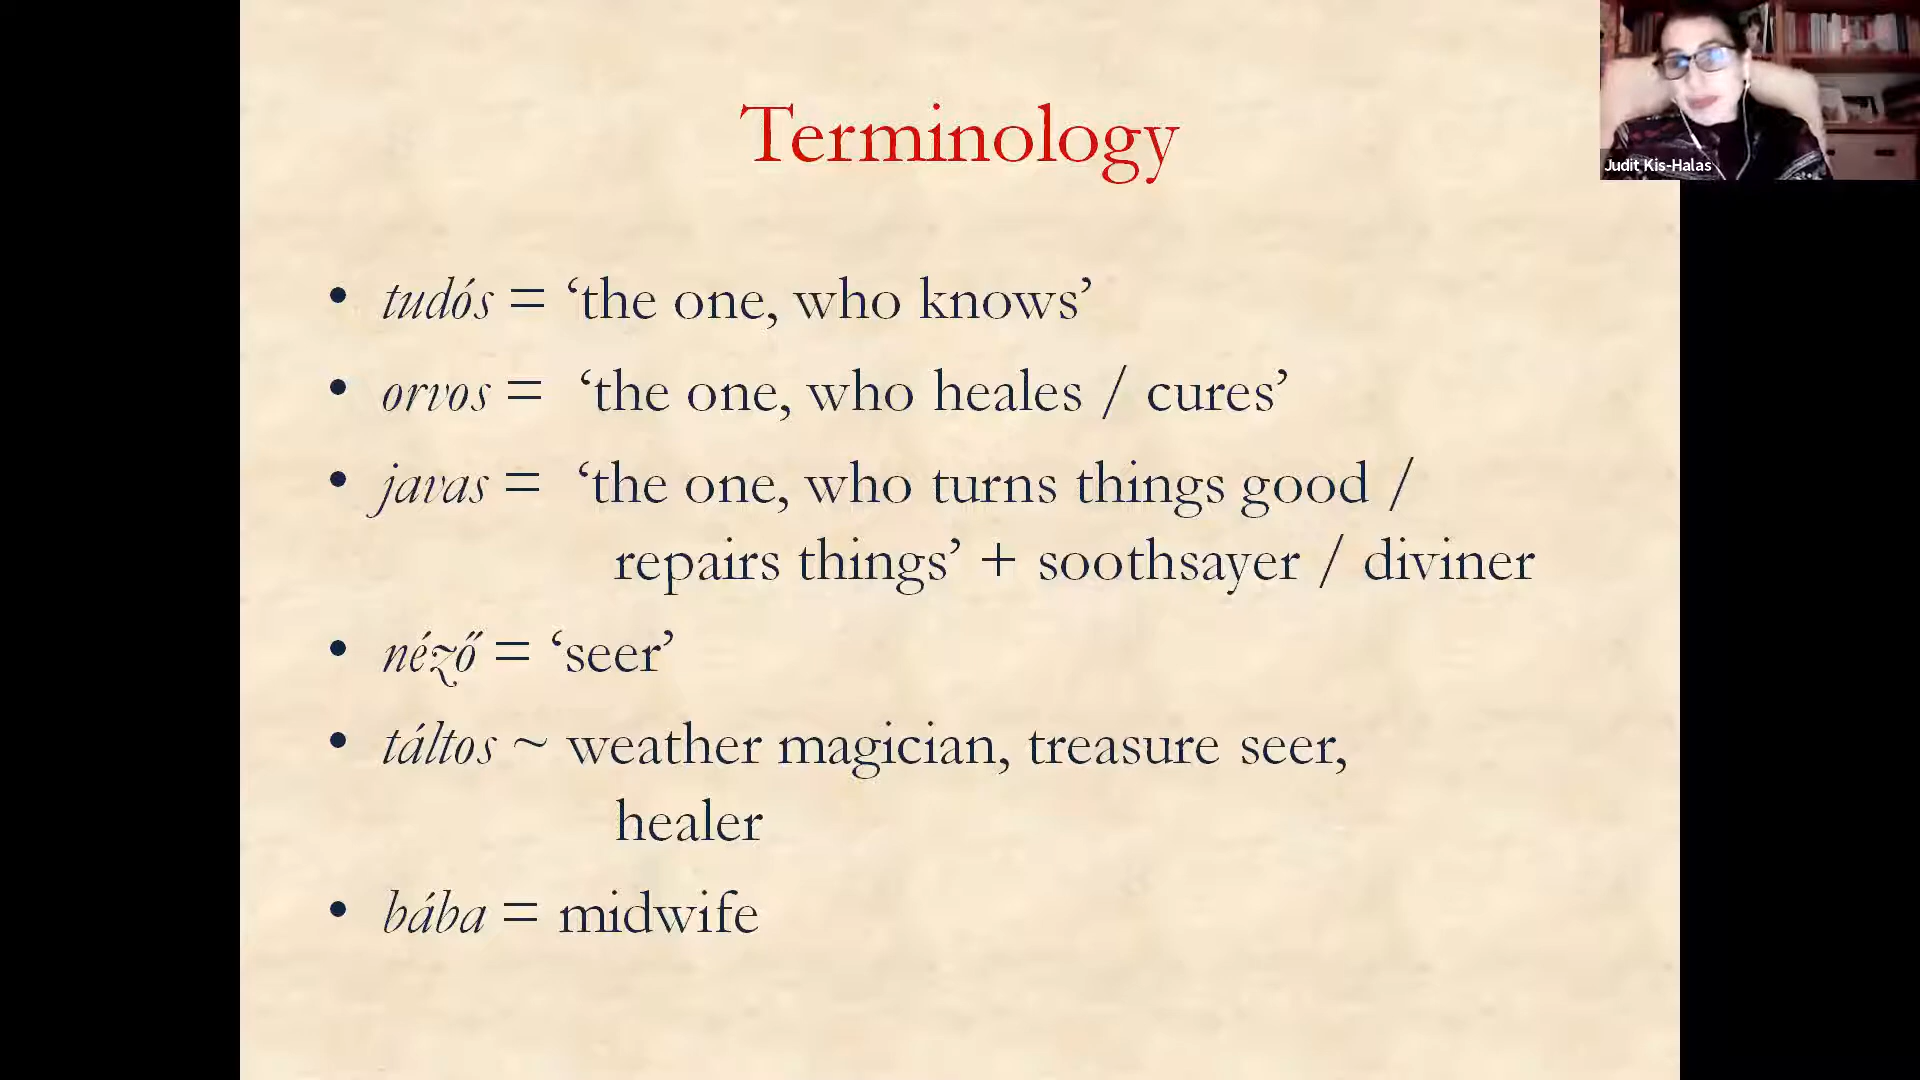 Terminology
Judit Kis-Halas
• tudós = ‘the one, who knows’
• orvos = ‘the one, who heales / cures’
• javas = ‘the one, who turns things good /
repairs things’ + soothsayer / diviner
• néző = ‘seer’
• táltos ~ weather magician, treasure seer,
healer
• bába = midwife